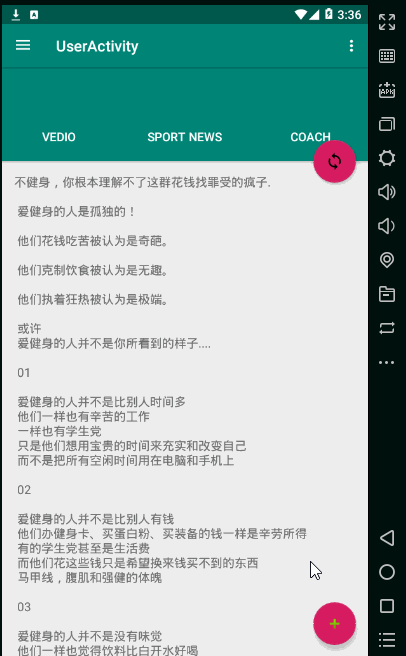 3:36
UserActivity
VEDIO SPORT NEWS COACH
不健身，你根本理解不了这群花钱找罪受的疯子.
爱健身的人是孤独的！
他们花钱吃苦被认为是奇葩。
他们克制饮食被认为是无趣。
他们执着狂热被认为是极端。
或许
爱健身的人并不是你所看到的样子....
01
爱健身的人并不是比别人时间多
他们一样也有辛苦的工作
一样也有学生党
只是他们想用宝贵的时间来充实和改变自己
而不是把所有空闲时间用在电脑和手机上
02
爱健身的人并不是比别人有钱
他们办健身卡、买蛋白粉、买装备的钱一样是辛劳所得
有的学生党甚至是生活费
而他们花这些钱只是希望换来钱买不到的东西
马甲线，腹肌和强健的体魄
03
爱健身的人并不是没有味觉
他们一样也觉得饮料比白开水好喝